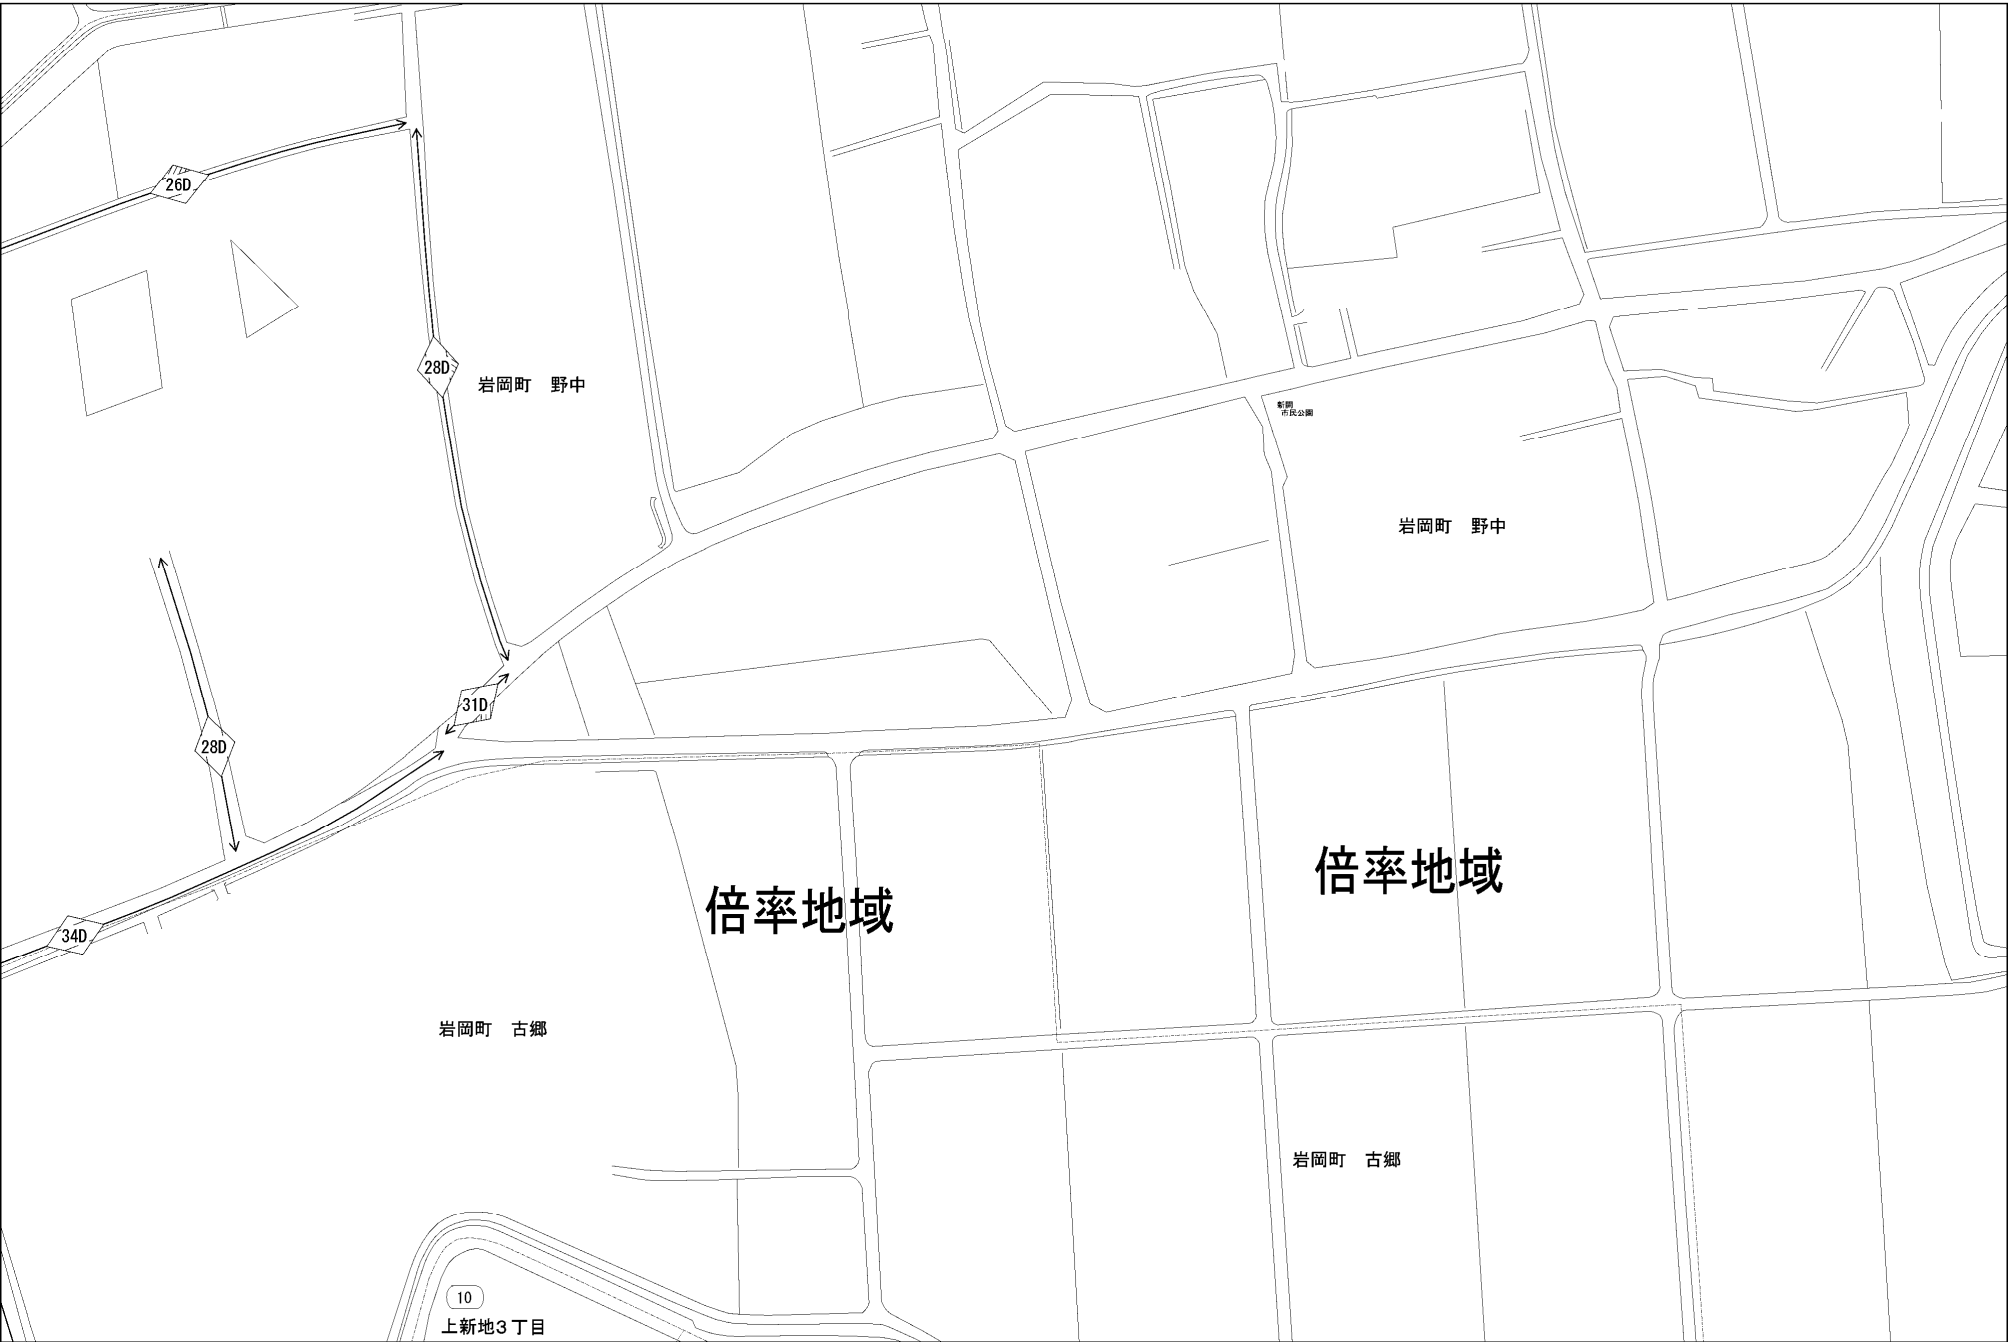 26D
28D
岩岡町　野中
新開
市民公園
岩岡町　野中
31D
28D
倍率地域
倍率地域
34D
岩岡町　古郷
岩岡町　古郷
10
上新地3丁目